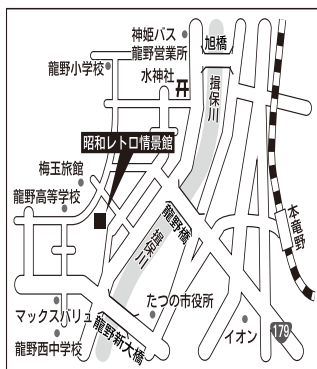 神姫バス
龍野営業所
旭橋
龍野小学校
水神社
揖保川
昭和レトロ情景館
梅玉旅館
龍野高等学校
龍野橋
本竜野
揖保川
マックスバリュ
たつの市役所
龍野新大橋
龍野西中学校
イオン
179